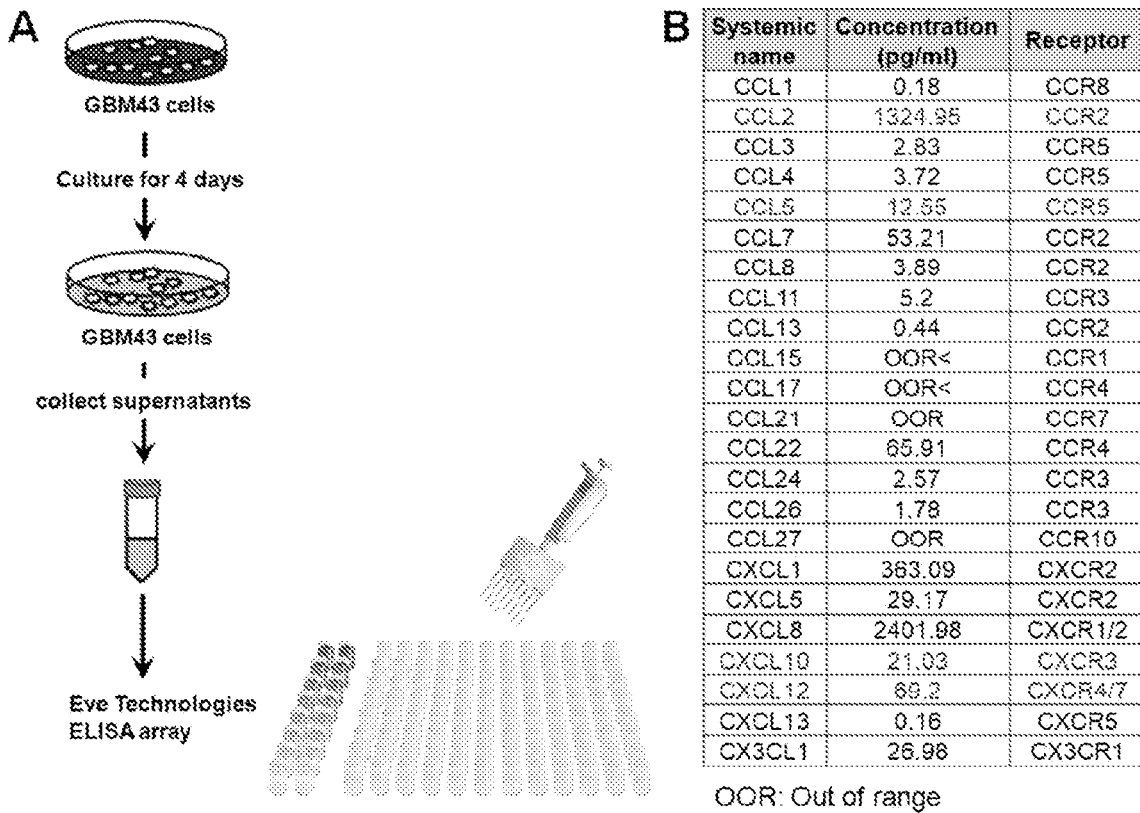 A
GBM43 cells
Culture for 4 days
GBM43 cells
collect supernatants
Eve Technologies
ELISA array
B
Systemic name Concentration (pg/ml) Receptor
CCL1 0.18 CCR8
CCL2 1324.95 CCR2
CCL3 2.83 CCR5
CCL4 3.72 CCR5
CCL5 12.55 CCR5
CCL7 53.21 CCR2
CCL8 3.89 CCR2
CCL11 5.2 CCR3
CCL13 0.44 CCR2
CCL15 OOR< CCR1
CCL17 OOR< CCR4
CCL21 OOR CCR7
CCL22 65.91 CCR4
CCL24 2.57 CCR3
CCL26 1.78 CCR3
CCL27 OOR CCR10
CXCL1 363.09 CXCR2
CXCL5 29.17 CXCR2
CXCL8 2401.98 CXCR1/2
CXCL10 21.03 CXCR3
CXCL12 69.2 CXCR4/7
CXCL13 0.16 CXCR5
CX3CL1 26.98 CX3CR1
OOR: Out of range